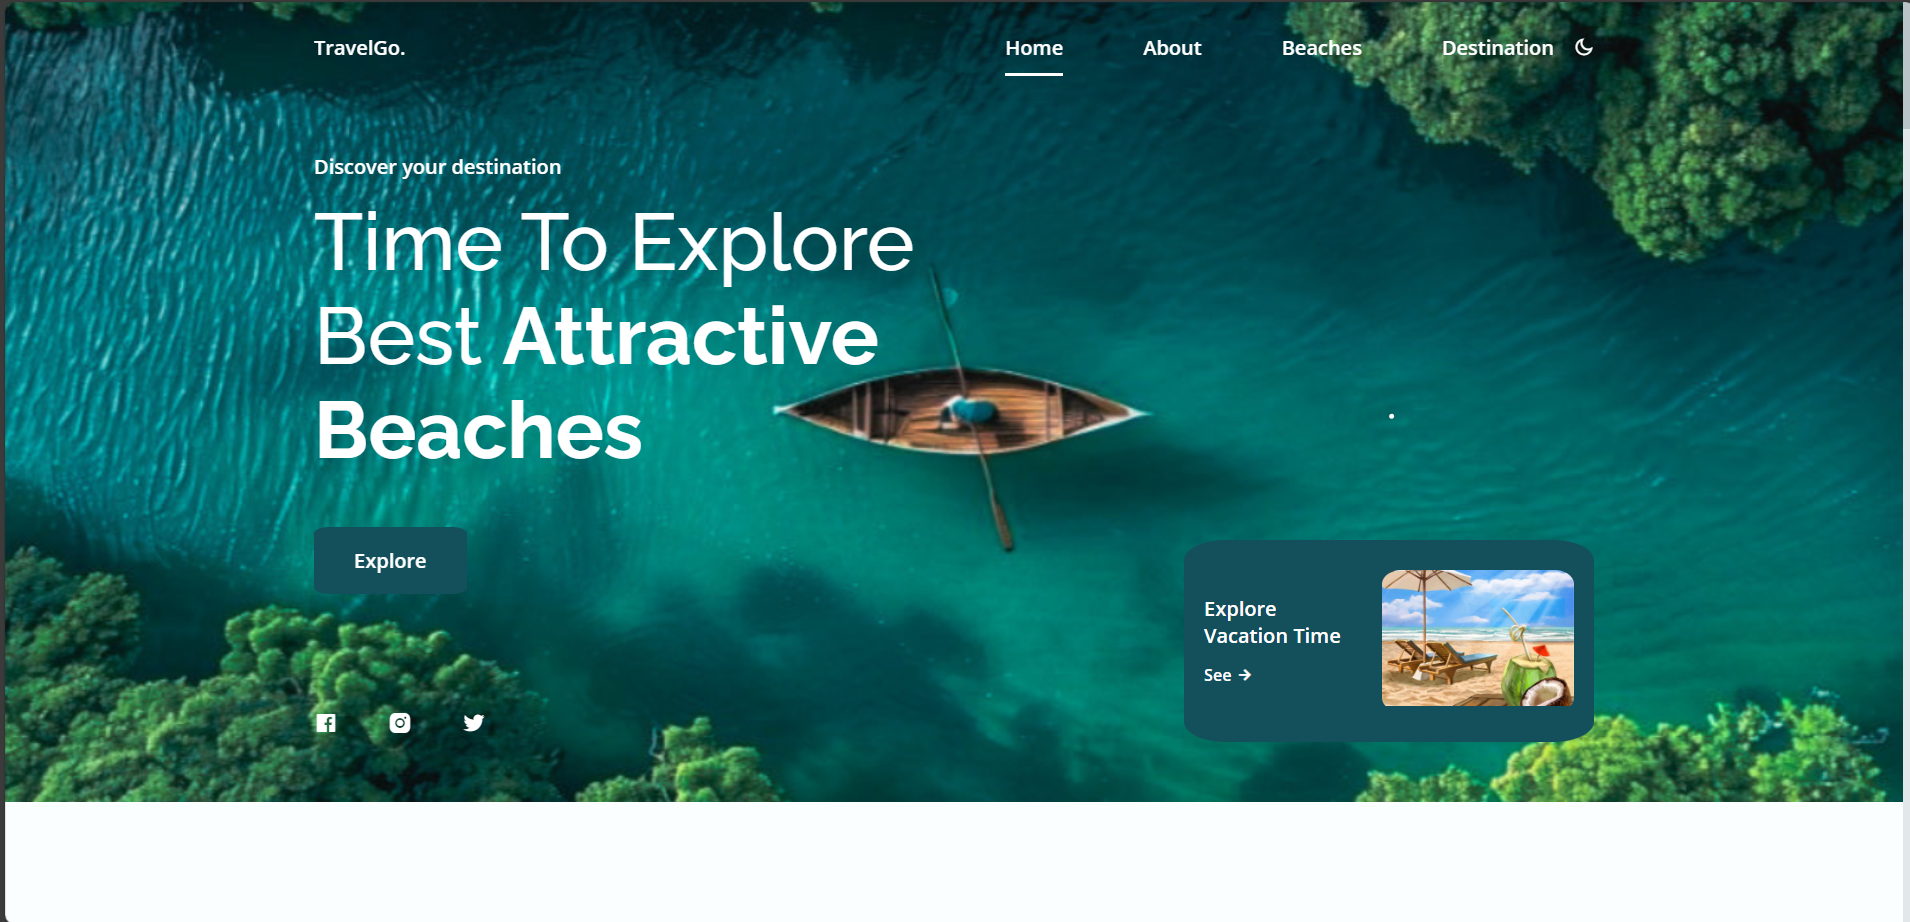 TravelGo.
Home
About
Beaches
Destination
Discover your destination
Time To Explore
Best Attractive
Beaches
Explore
Explore
Vacation Time
See →